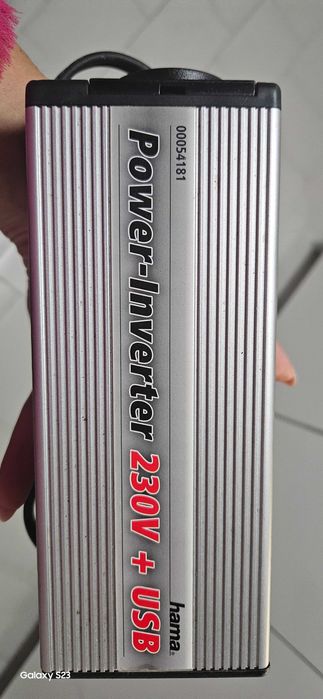 00054181
Power-Inverter 230V + USB
hama®
Galaxy S23